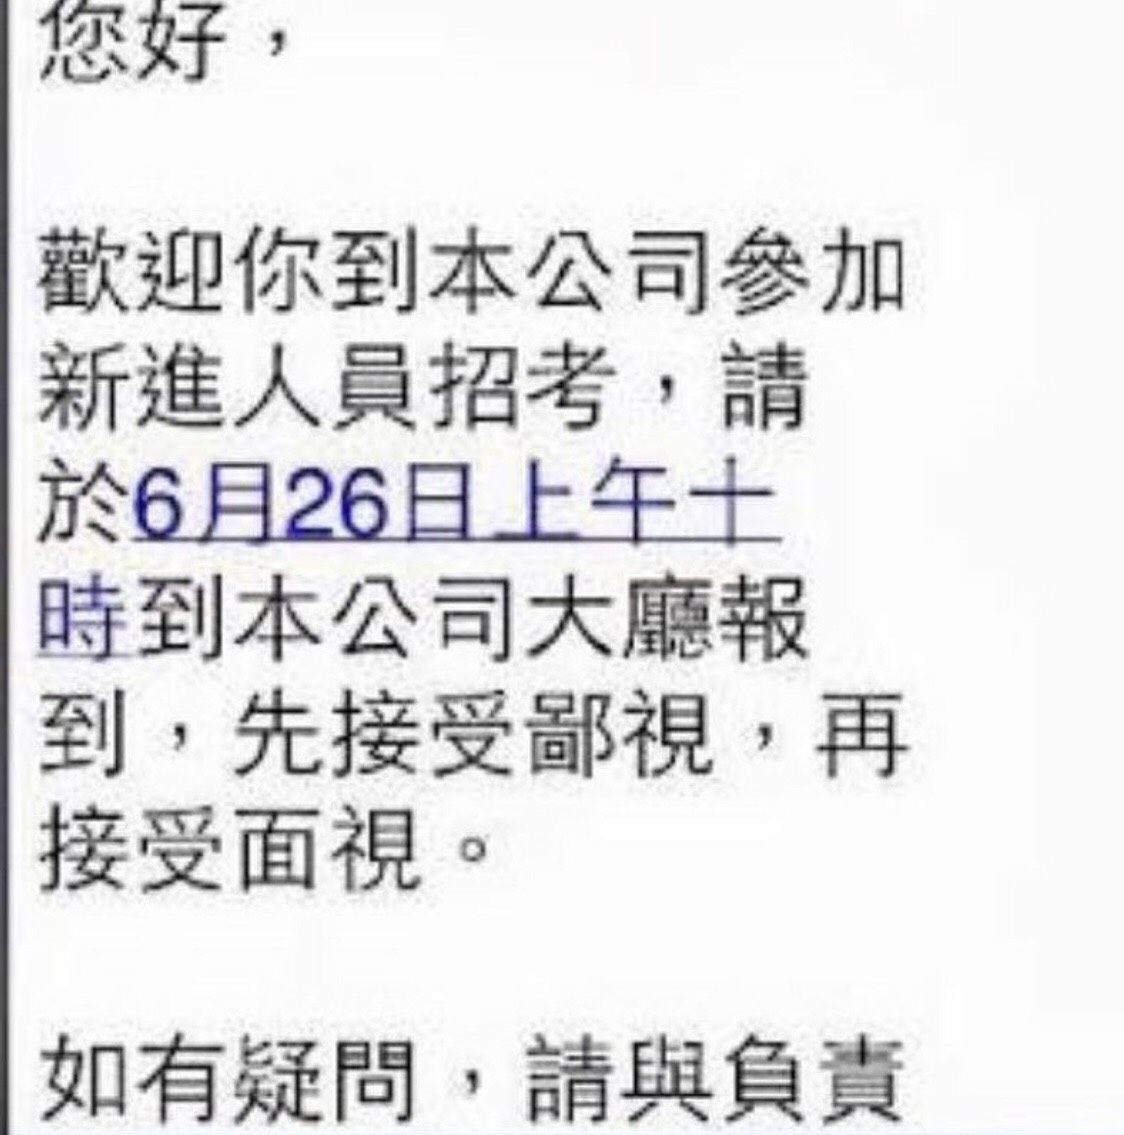 您好，
歡迎你到本公司參加
新進人員招考，請
於6月26日上午十
時到本公司大廳報
到，先接受鄙視，再
接受面視。
如有疑問，請與負責